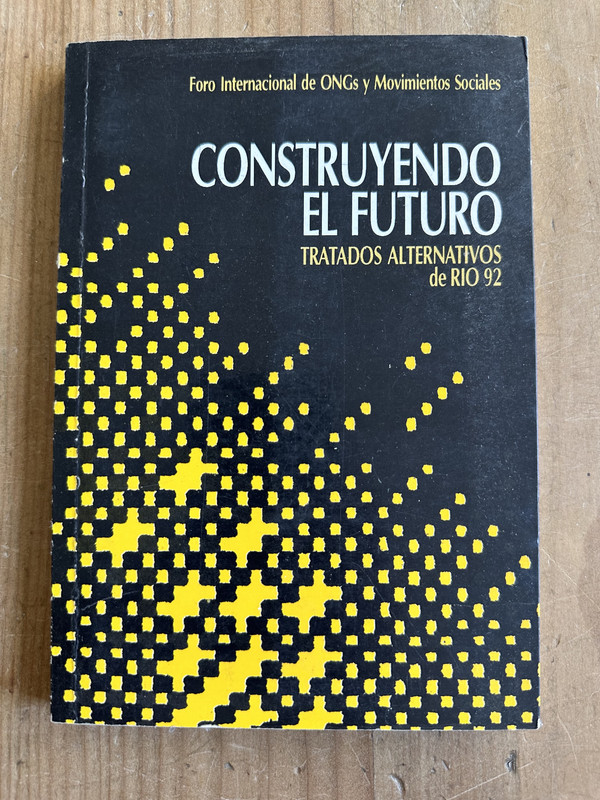 Foro Internacional de ONGs y Movimientos Sociales
CONSTRUYENDO
EL FUTURO
TRATADOS ALTERNATIVOS
de RIO 92